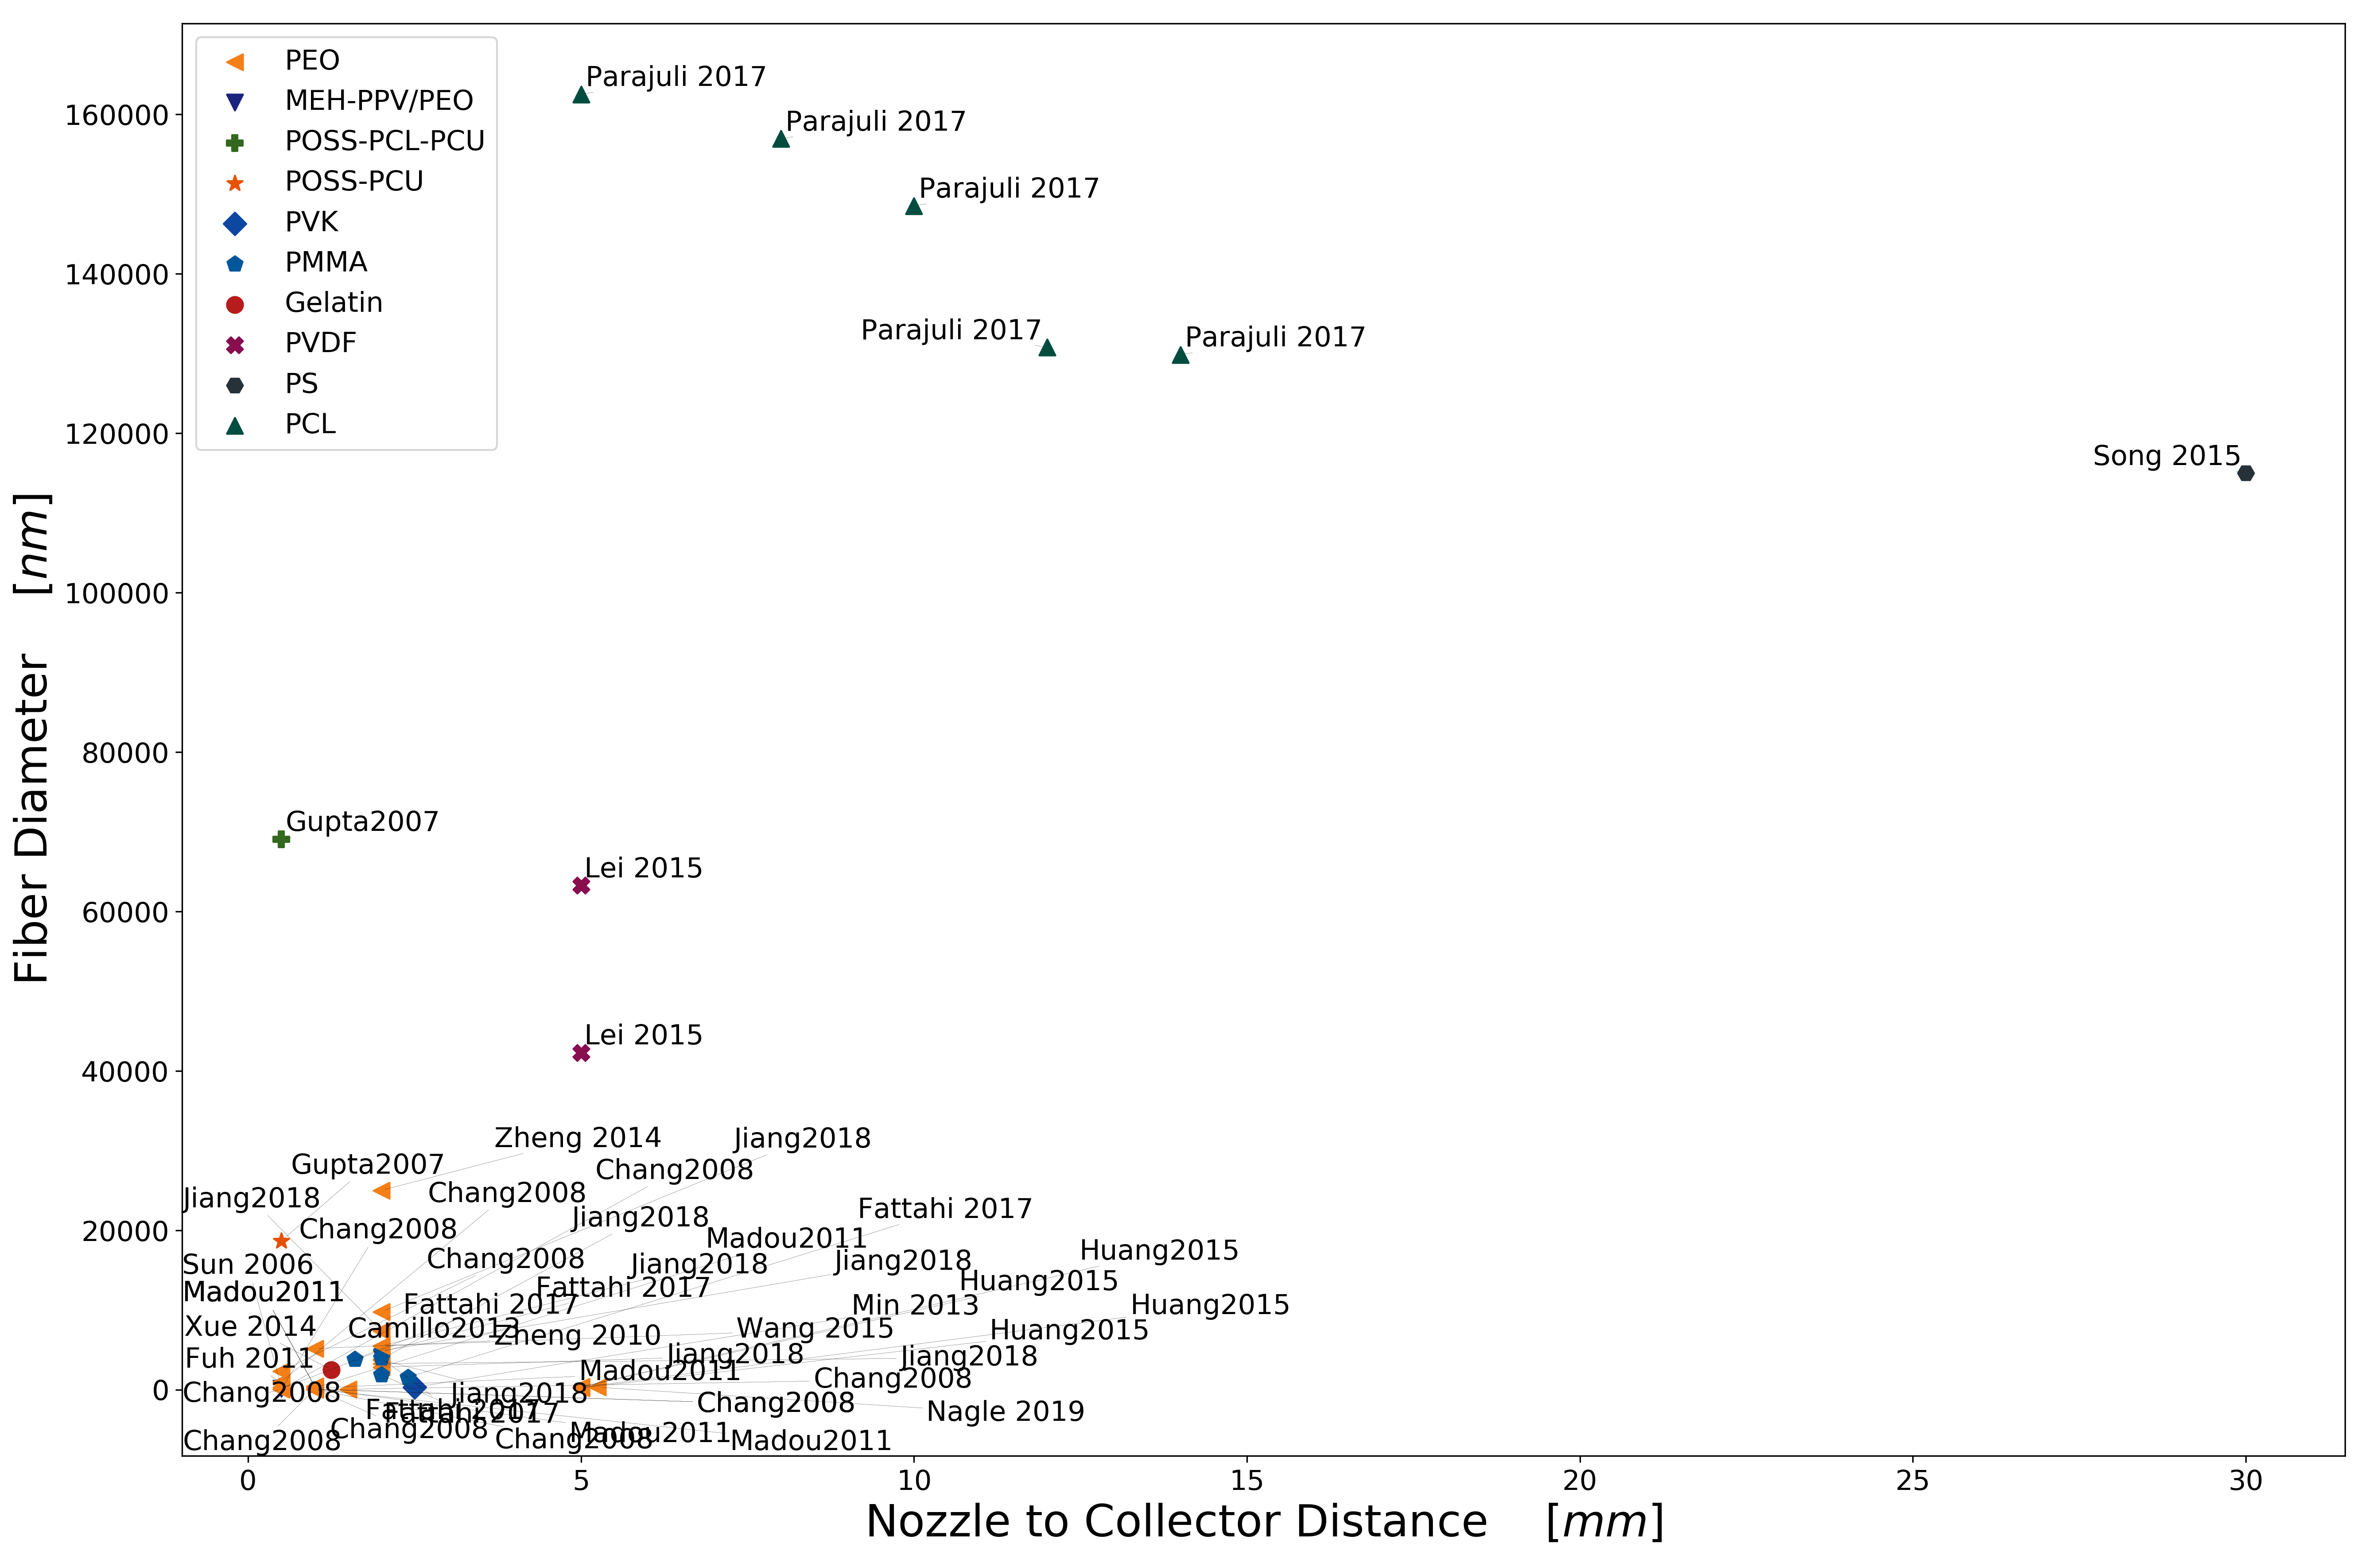 PEO
MEH-PPV/PEO
POSS-PCL-PCU
POSS-PCU
PVK
PMMA
Gelatin
PVDF
PS
PCL
Parajuli 2017
Parajuli 2017
Parajuli 2017
Parajuli 2017
Parajuli 2017
Song 2015
Gupta2007
Lei 2015
Lei 2015
Zheng 2014
Jiang2018
Gupta2007
Chang2008
Jiang2018
Chang2008
Fattahi 2017
Chang2008
Jiang2018
Madou2011
Huang2015
Sun 2006
Chang2008
Jiang2018
Jiang2018
Madou2011
Fattahi 2017
Huang2015
Fattahi 2017
Min 2013
Huang2015
Xue 2014
Camillo2013
Zheng 2010
Wang 2015
Huang2015
Fuh 2011
Jiang2018
Jiang2018
Madou2011
Chang2008
Chang2008
Jiang2018
Chang2008
Fattahi 2017
Fattahi 2017
Nagle 2019
Chang2008
Chang2008
Chang2008
Madou2011
Madou2011
160000
140000
120000
100000
80000
60000
40000
20000
0
Fiber Diameter [nm]
0 5 10 15 20 25 30
Nozzle to Collector Distance [mm]